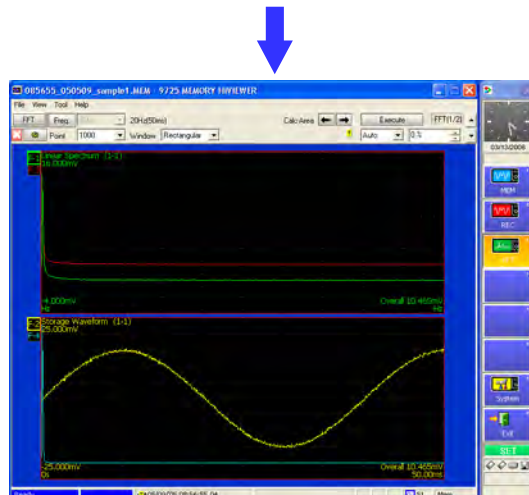 085655_050509_sample1.MEM - 9725 MEMORY HiVIEWER
File View Tool Help
FFT Freq 20Hz(50ms) Calc Area Execute FFT(1/2)
Point 1000 Window Rectangular Auto 0.%
03/13/2006
MEM
REC
Linear Spectrum (1-1)
16.000mV
-4.000mV Overall 10.465mV
Hz Hz
Storage Waveform (1-1)
25.000mV
-25.000mV Overall 10.465mV
0s 50.00ms
System
Exit
SET